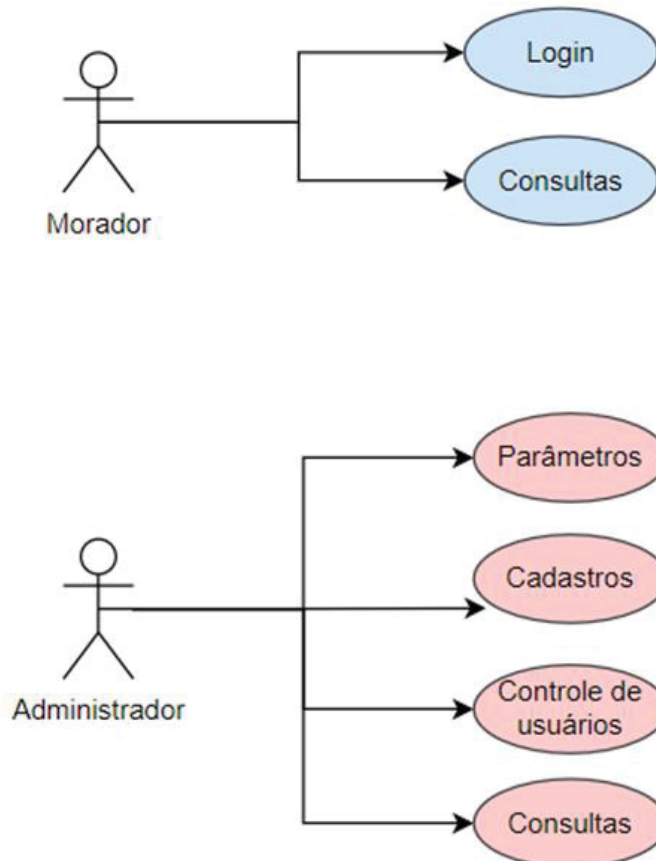 Login
Consultas
Morador
Parâmetros
Cadastros
Controle de
usuários
Administrador
Consultas